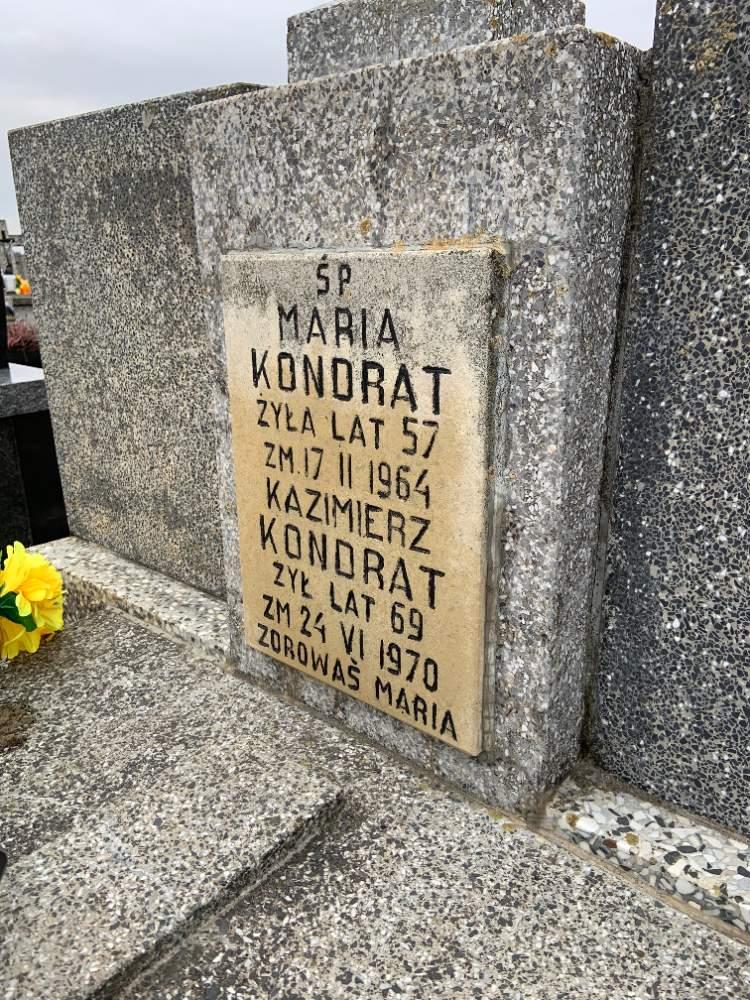 ŚP
MARIA
KONDRAT
ŻYŁA LAT 57
ZM.17 II 1964
KAZIMIERZ
KONDRAT
ŻYŁ LAT 69
ZM 24 VI 1970
ZDROWAŚ MARIA